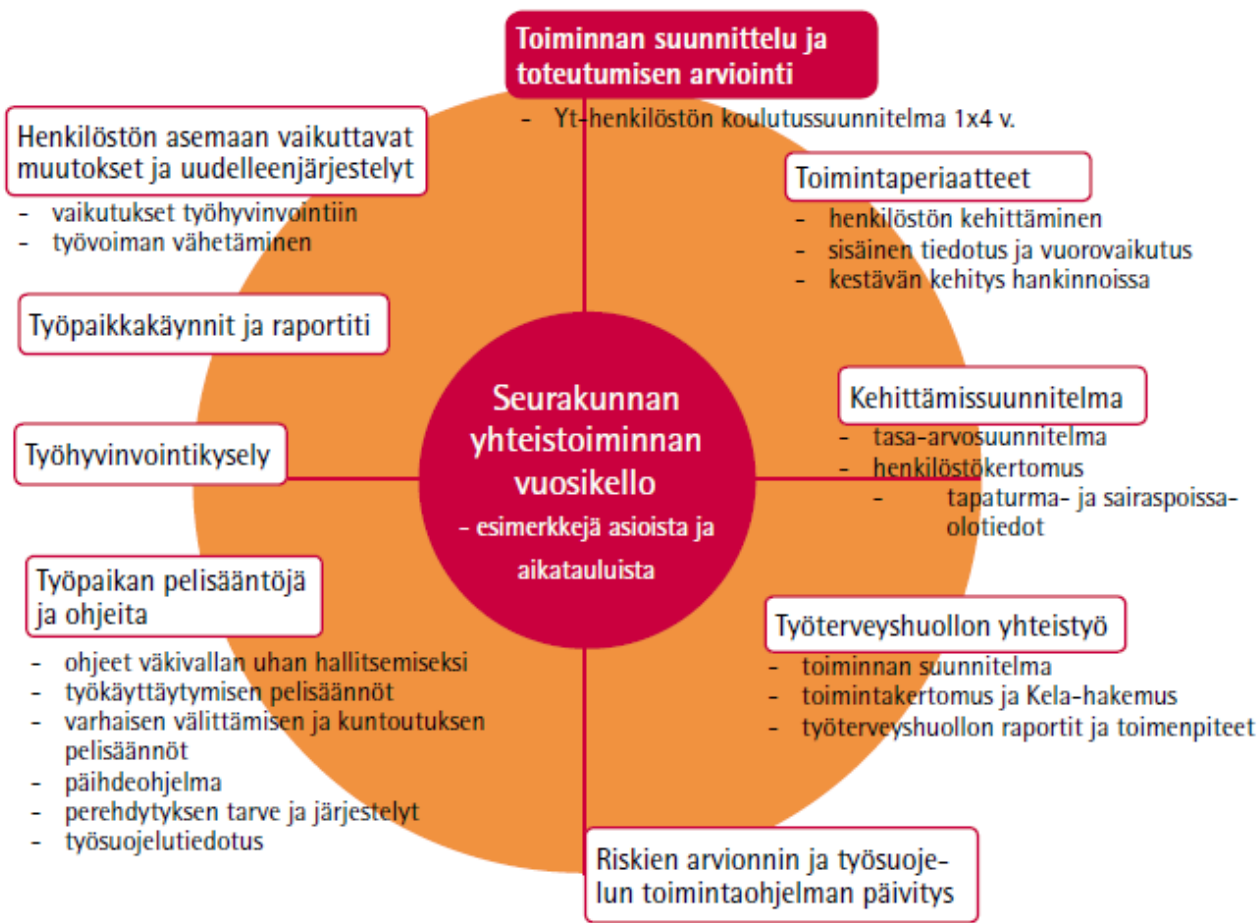 Toiminnan suunnittelu ja
toteutumisen arviointi
- Yt-henkilöstön koulutussuunnitelma 1x4 v.
Toimintaperiaatteet
- henkilöstön kehittäminen
- sisäinen tiedotus ja vuorovaikutus
- kestävän kehitys hankinnoissa
Kehittämissuunnitelma
- tasa-arvosuunnitelma
- henkilöstökertomus
- tapaturma- ja sairaspoissa-
olotiedot
Työterveyshuollon yhteistyö
- toiminnan suunnitelma
- toimintakertomus ja Kela-hakemus
- työterveyshuollon raportit ja toimenpiteet
Riskien arvionnin ja työsuoje-
lun toimintaohjelman päivitys
Työpaikan pelisääntöjä
ja ohjeita
- ohjeet väkivallan uhan hallitsemiseksi
- työkäyttäytymisen pelisäännöt
- varhaisen välittämisen ja kuntoutuksen
pelisäännöt
- päihdeohjelma
- perehdytyksen tarve ja järjestelyt
- työsuojelutiedotus
Työhyvinvointikysely
Työpaikkakäynnit ja raportiti
Henkilöstön asemaan vaikuttavat
muutokset ja uudelleenjärjestelyt
- vaikutukset työhyvinvointiin
- työvoiman vähetäminen
Seurakunnan
yhteistoiminnan
vuosikello
- esimerkkejä asioista ja
aikatauluista